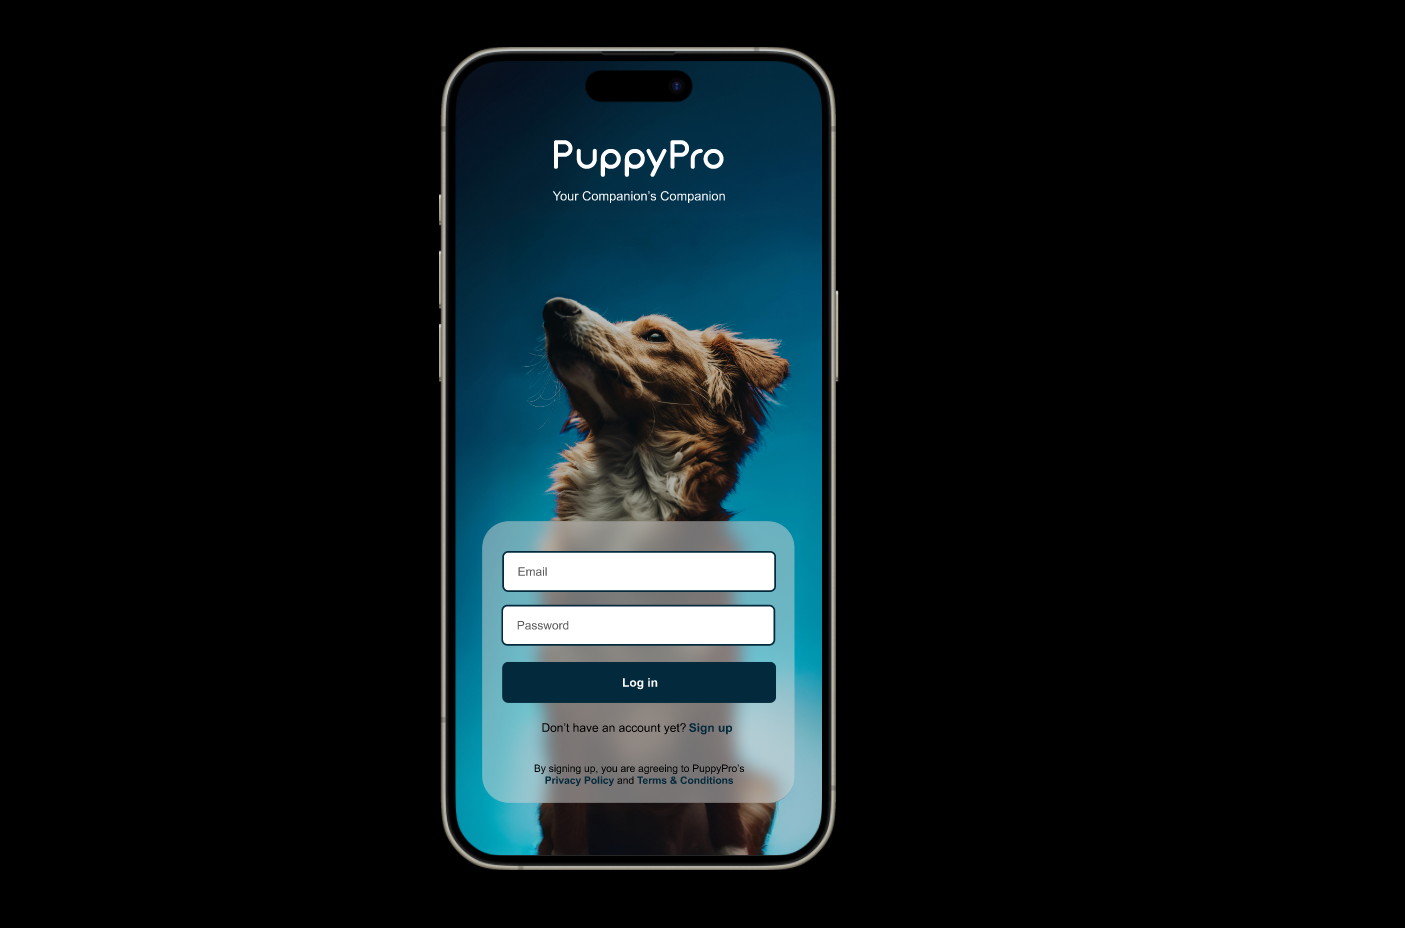 PuppyPro
Your Companion’s Companion
Email
Password
Log in
Don’t have an account yet? Sign up
By signing up, you are agreeing to PuppyPro’s
Privacy Policy and Terms & Conditions